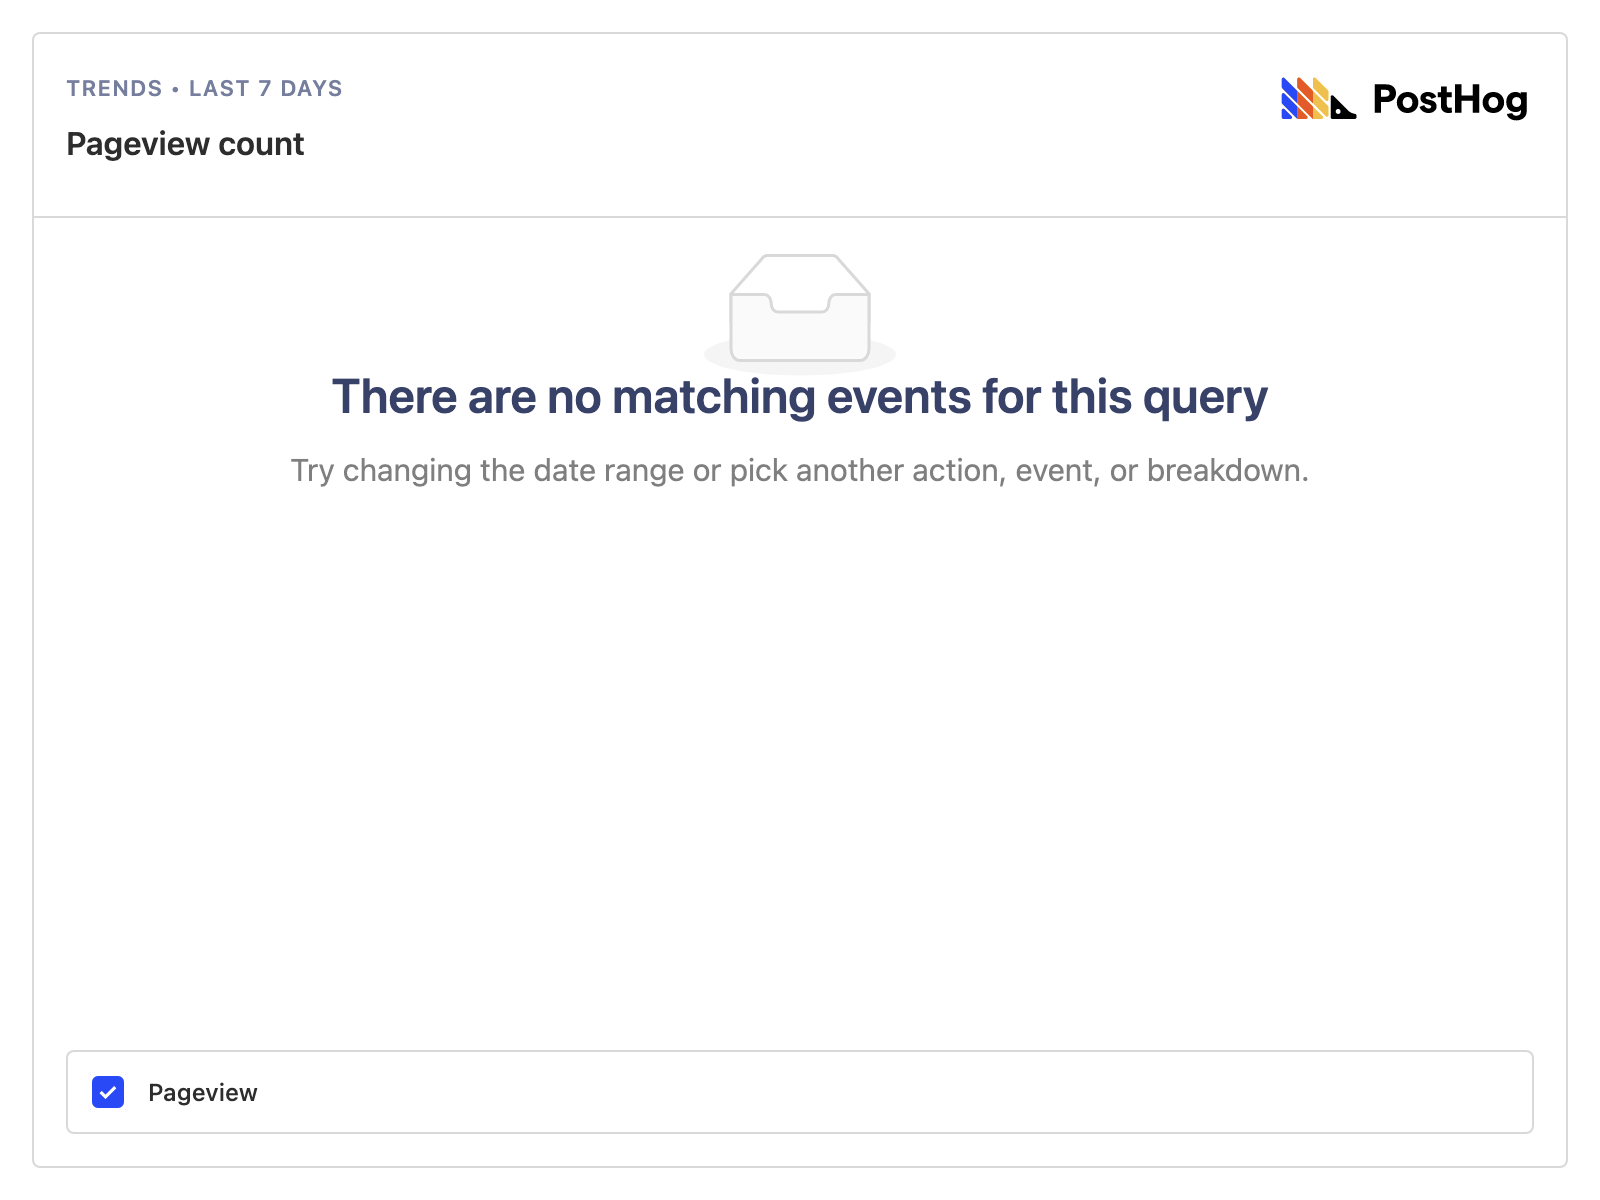 TRENDS • LAST 7 DAYS
PostHog
Pageview count
There are no matching events for this query
Try changing the date range or pick another action, event, or breakdown.
Pageview